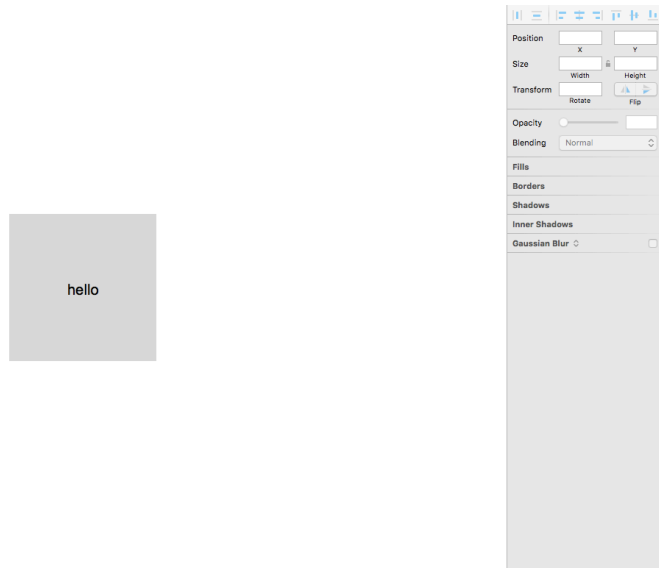 Position
X Y
Size
Width Height
Transform
Rotate Flip
Opacity
Blending Normal
Fills
Borders
Shadows
Inner Shadows
Gaussian Blur
hello